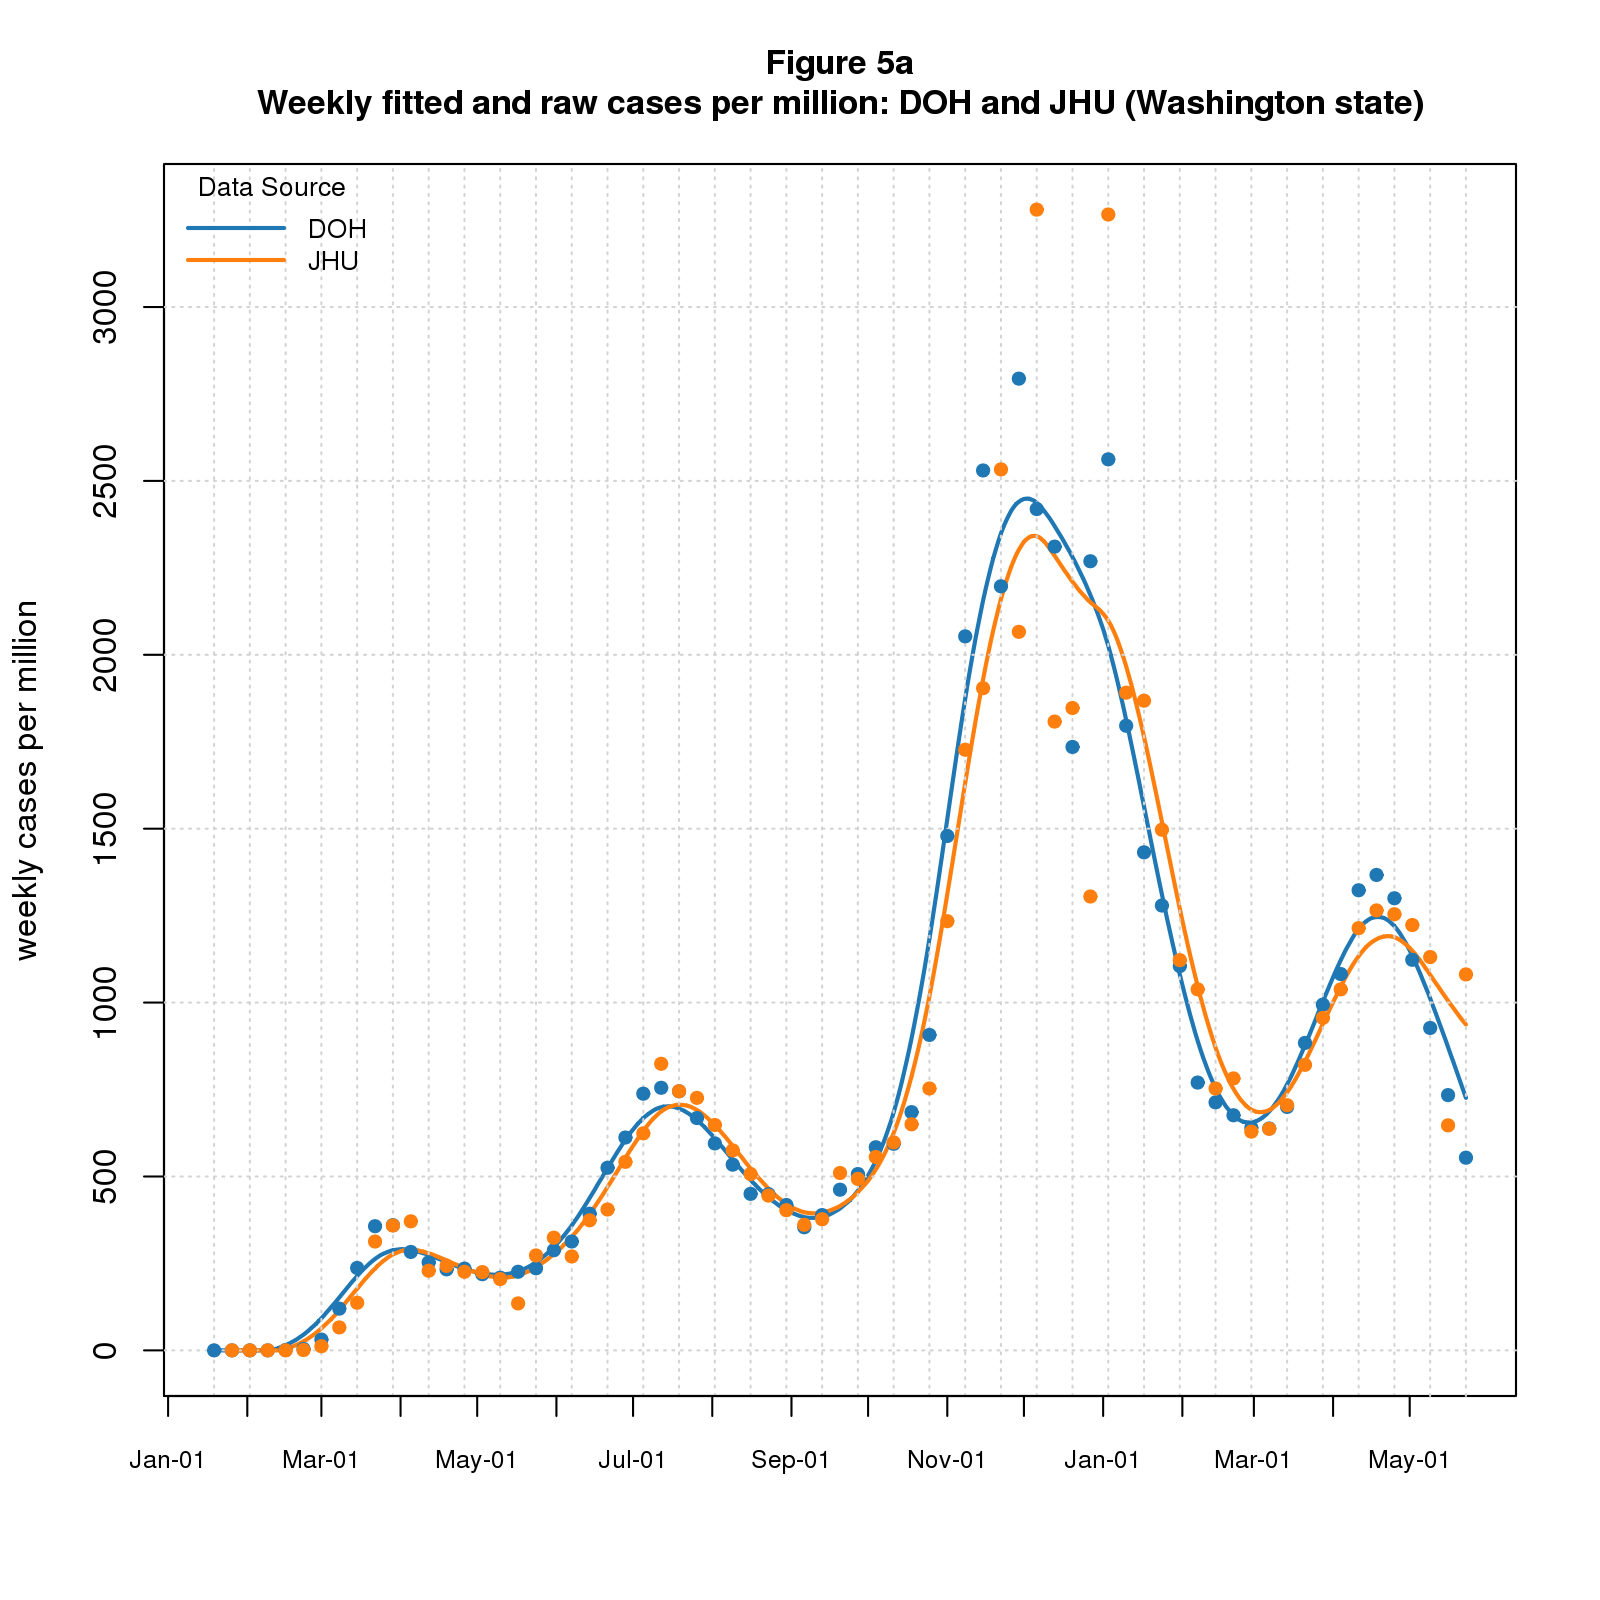 Figure 5a
Weekly fitted and raw cases per million: DOH and JHU (Washington state)
Data Source
DOH
JHU
weekly cases per million
3000
2500
2000
1500
1000
500
0
Jan-01 Mar-01 May-01 Jul-01 Sep-01 Nov-01 Jan-01 Mar-01 May-01